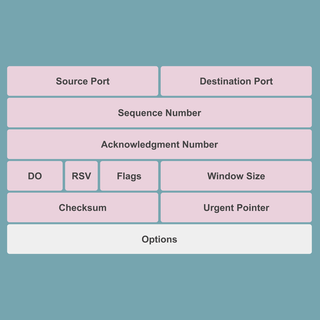 Source Port Destination Port
Sequence Number
Acknowledgment Number
DO RSV Flags Window Size
Checksum Urgent Pointer
Options